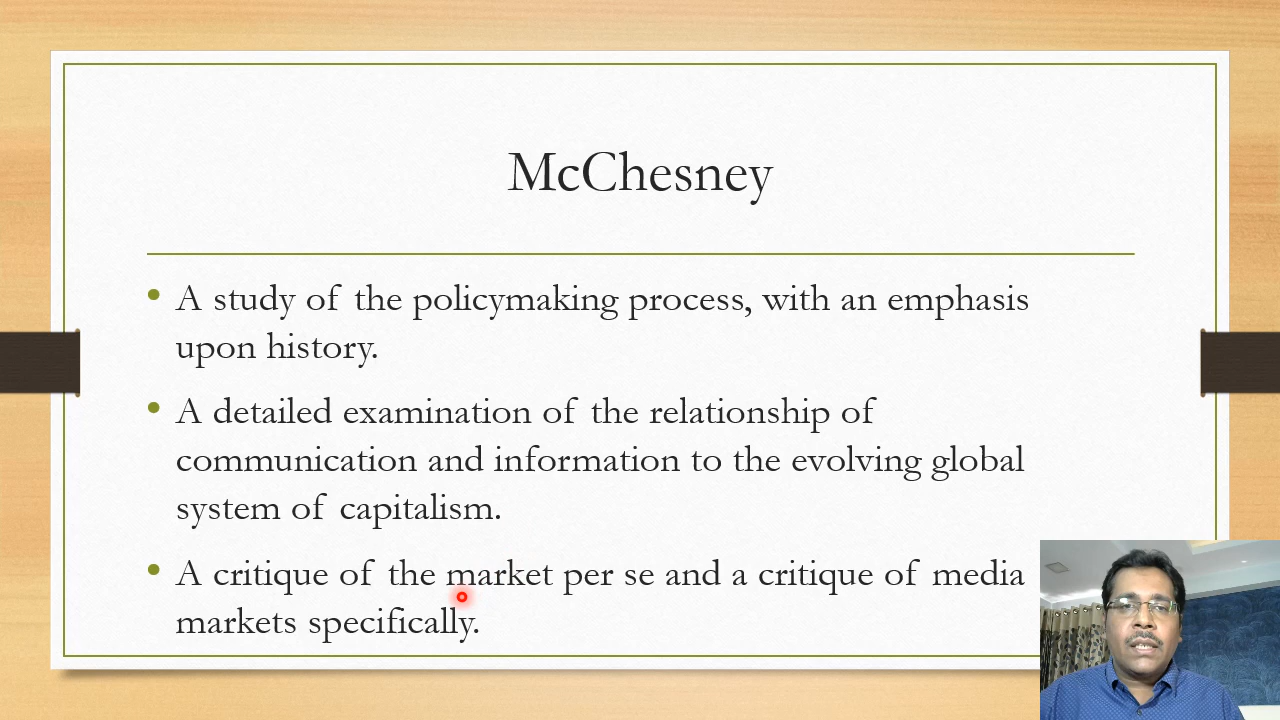 McChesney
• A study of the policymaking process, with an emphasis
upon history.
• A detailed examination of the relationship of
communication and information to the evolving global
system of capitalism.
• A critique of the market per se and a critique of media
markets specifically.